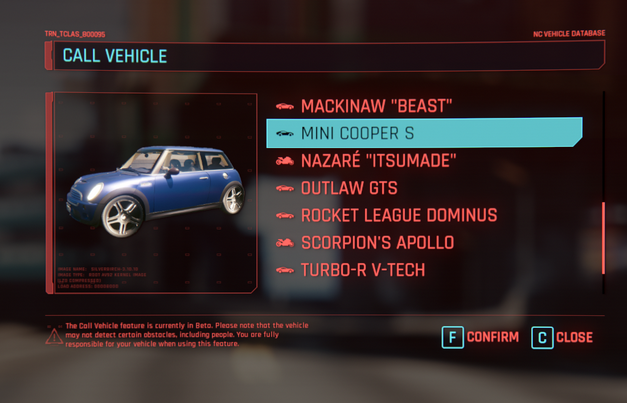 TRN_TCLAS_800095
NC VEHICLE DATABASE
CALL VEHICLE
MACKINAW "BEAST"
MINI COOPER S
NAZARÉ "ITSUMADE"
OUTLAW GTS
ROCKET LEAGUE DOMINUS
SCORPION'S APOLLO
TURBO-R V-TECH
The Call Vehicle feature is currently in Beta. Please note that the vehicle
may not detect certain obstacles, including people. You are fully
responsible for your vehicle when using this feature.
F CONFIRM
C CLOSE